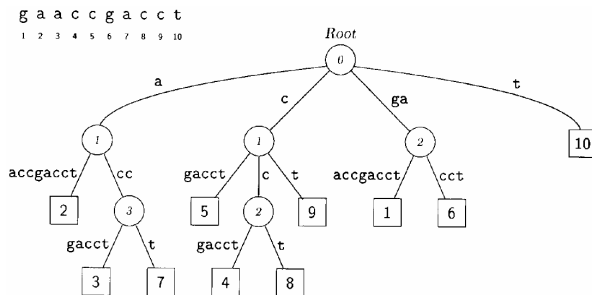 g a a c c g a c c t
1 2 3 4 5 6 7 8 9 10
Root
0
a c ga t
1 1 2 10
accgacct cc gacct c t accgacct cct
2 3 5 2 9 1 6
gacct t gacct t
3 7 4 8